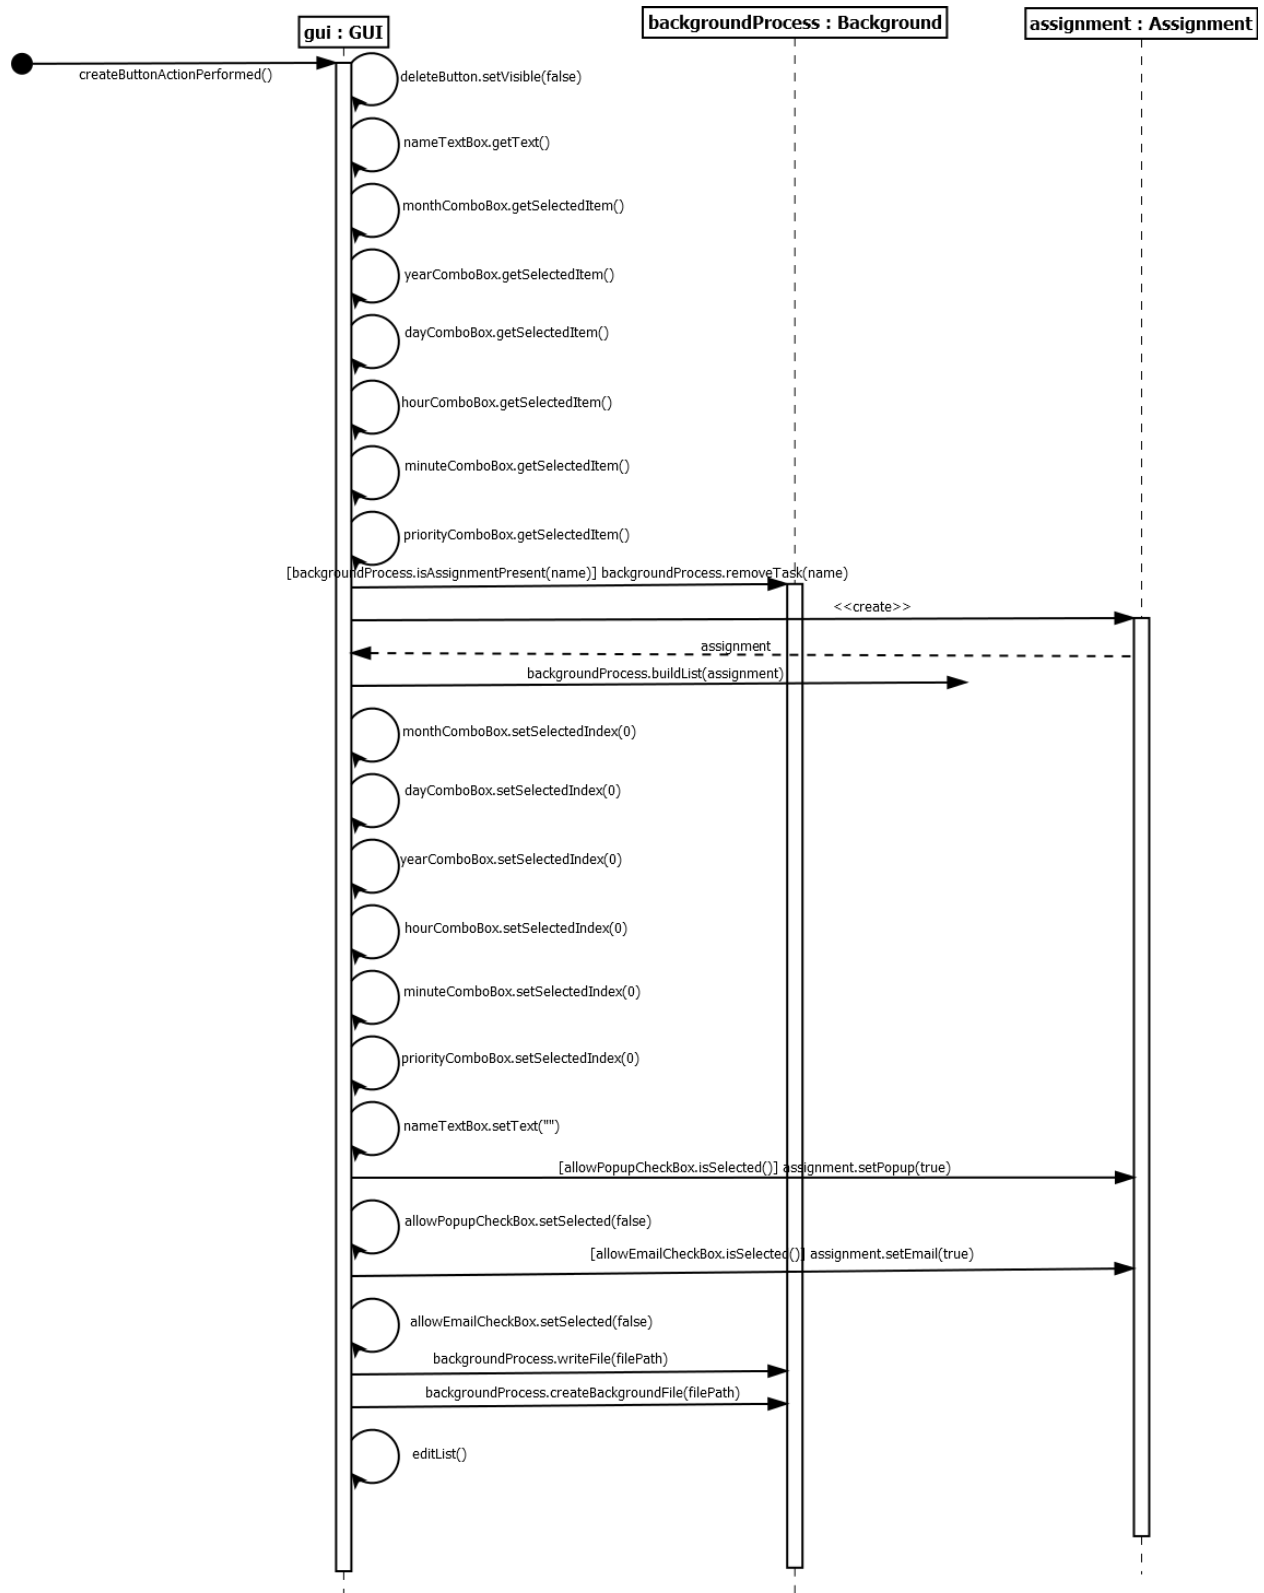 gui : GUI
backgroundProcess : Background
assignment : Assignment
createButtonActionPerformed()
deleteButton.setVisible(false)
nameTextBox.getText()
monthComboBox.getSelectedItem()
yearComboBox.getSelectedItem()
dayComboBox.getSelectedItem()
hourComboBox.getSelectedItem()
minuteComboBox.getSelectedItem()
priorityComboBox.getSelectedItem()
[backgroundProcess.isAssignmentPresent(name)] backgroundProcess.removeTask(name)
<<create>>
assignment
backgroundProcess.buildList(assignment)
monthComboBox.setSelectedIndex(0)
dayComboBox.setSelectedIndex(0)
yearComboBox.setSelectedIndex(0)
hourComboBox.setSelectedIndex(0)
minuteComboBox.setSelectedIndex(0)
priorityComboBox.setSelectedIndex(0)
nameTextBox.setText("")
[allowPopupCheckBox.isSelected()] assignment.setPopup(true)
allowPopupCheckBox.setSelected(false)
[allowEmailCheckBox.isSelected()] assignment.setEmail(true)
allowEmailCheckBox.setSelected(false)
backgroundProcess.writeFile(filePath)
backgroundProcess.createBackgroundFile(filePath)
editList()